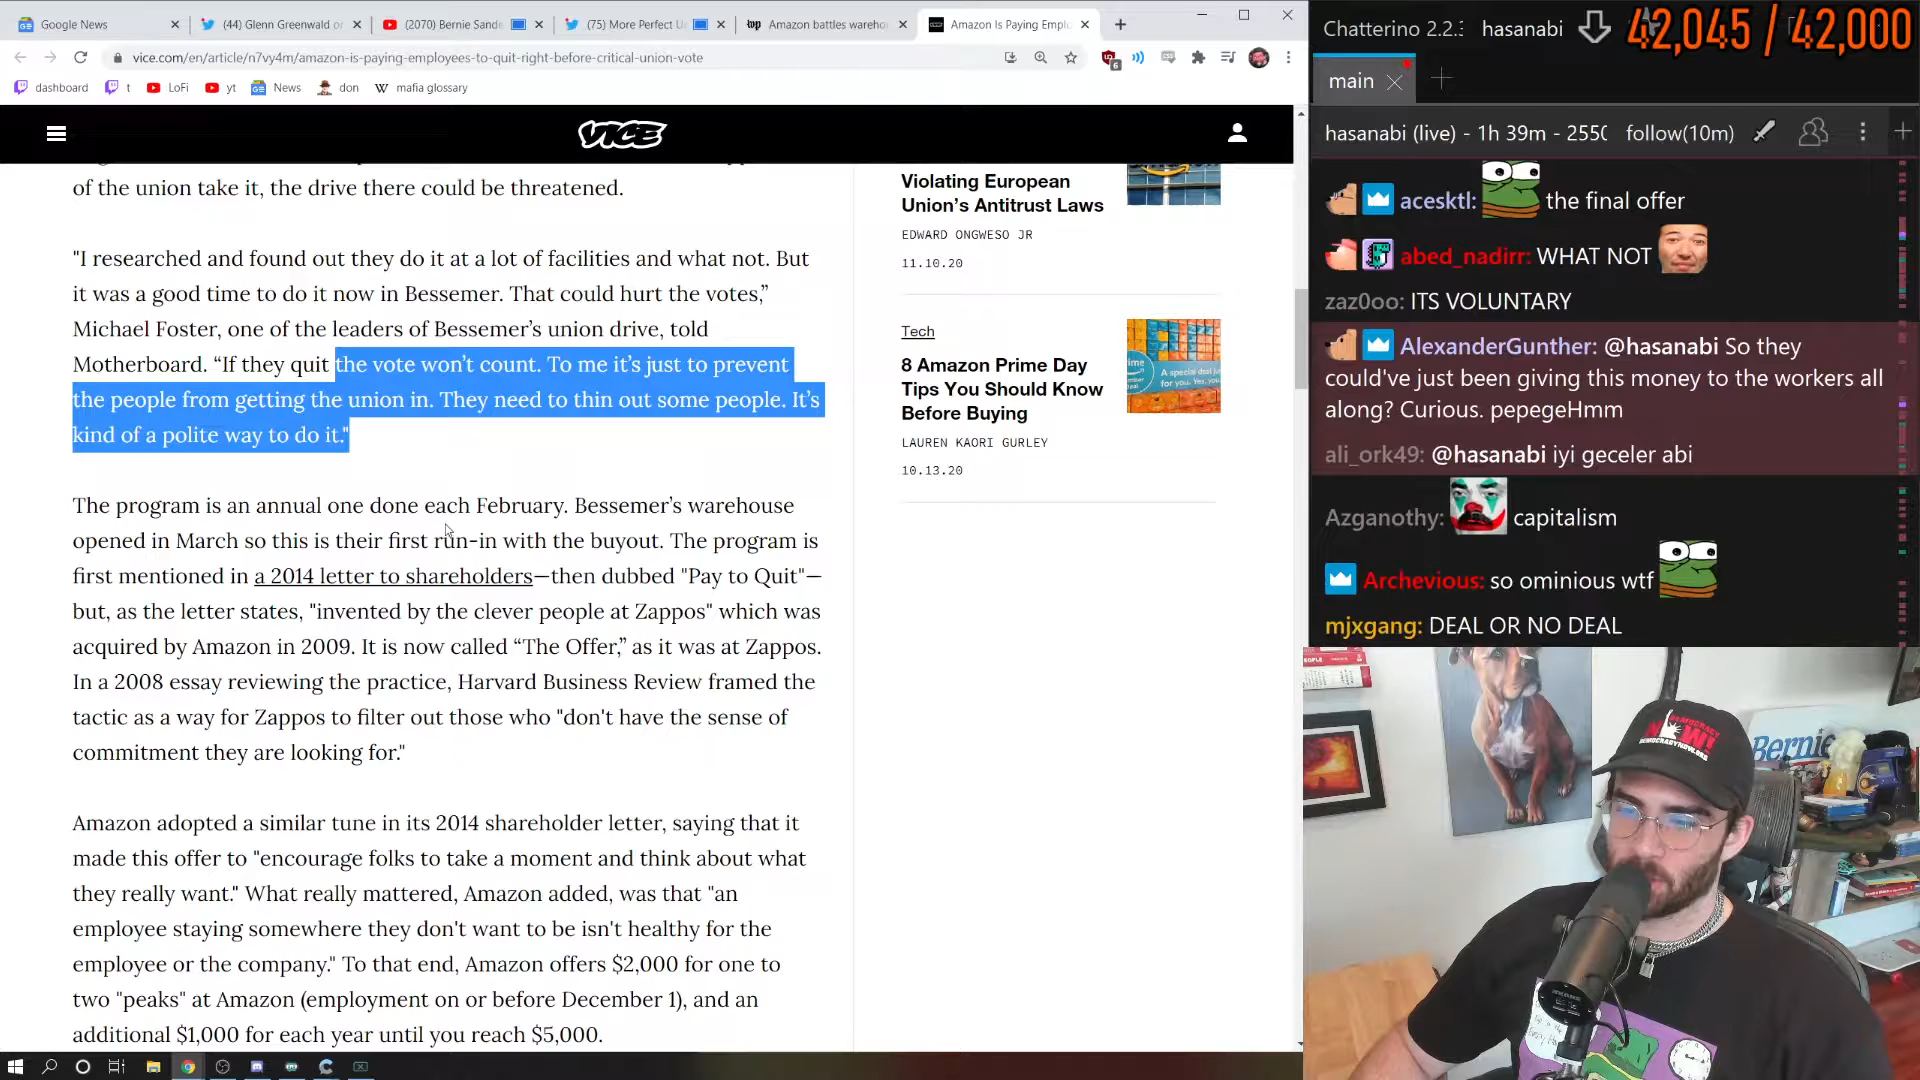 Google News
(44) Glenn Greenwald or
(2070) Bernie Sande
(75) More Perfect U
wp Amazon battles wareho
Amazon Is Paying Empl
vice.com/en/article/n7vy4m/amazon-is-paying-employees-to-quit-right-before-critical-union-vote
6
dashboard
t
LoFi
yt
News
don
W mafia glossary
VICE
of the union take it, the drive there could be threatened.
"I researched and found out they do it at a lot of facilities and what not. But
it was a good time to do it now in Bessemer. That could hurt the votes,”
Michael Foster, one of the leaders of Bessemer’s union drive, told
Motherboard. “If they quit the vote won’t count. To me it’s just to prevent
the people from getting the union in. They need to thin out some people. It’s
kind of a polite way to do it."
The program is an annual one done each February. Bessemer’s warehouse
opened in March so this is their first run-in with the buyout. The program is
first mentioned in a 2014 letter to shareholders—then dubbed "Pay to Quit"—
but, as the letter states, "invented by the clever people at Zappos" which was
acquired by Amazon in 2009. It is now called “The Offer,” as it was at Zappos.
In a 2008 essay reviewing the practice, Harvard Business Review framed the
tactic as a way for Zappos to filter out those who "don't have the sense of
commitment they are looking for."
Amazon adopted a similar tune in its 2014 shareholder letter, saying that it
made this offer to "encourage folks to take a moment and think about what
they really want." What really mattered, Amazon added, was that "an
employee staying somewhere they don't want to be isn't healthy for the
employee or the company." To that end, Amazon offers $2,000 for one to
two "peaks" at Amazon (employment on or before December 1), and an
additional $1,000 for each year until you reach $5,000.
Violating European
Union’s Antitrust Laws
EDWARD ONGWESO JR
11.10.20
Tech
8 Amazon Prime Day
Tips You Should Know
Before Buying
LAUREN KAORI GURLEY
10.13.20
Chatterino 2.2.3
hasanabi
42,045 / 42,000
main
hasanabi (live) - 1h 39m - 2550
follow(10m)
acesktl: the final offer
abed_nadirr: WHAT NOT
zaz0oo: ITS VOLUNTARY
AlexanderGunther: @hasanabi So they
could've just been giving this money to the workers all
along? Curious. pepegeHmm
ali_ork49: @hasanabi iyi geceler abi
Azganothy: capitalism
Archevious: so ominious wtf
mjxgang: DEAL OR NO DEAL
DEMOCRACY
NOW!
DEMOCRACYNOW.ORG
Bernie